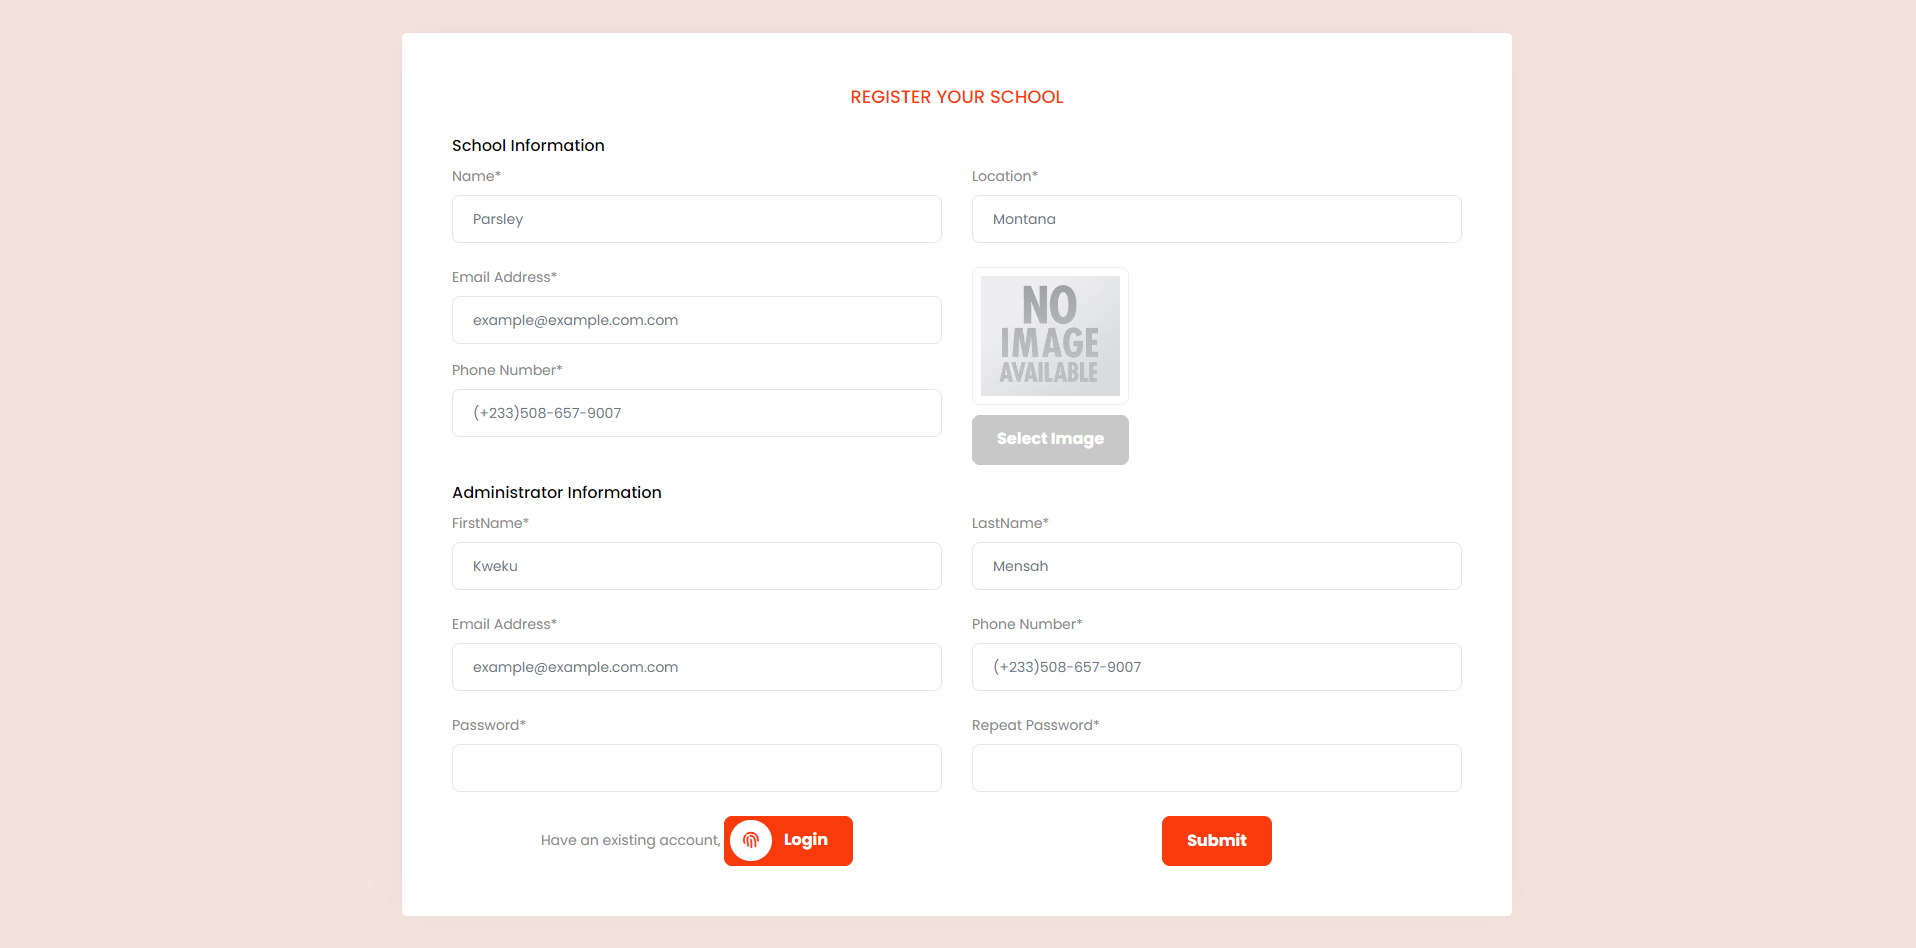 REGISTER YOUR SCHOOL
School Information
Name*
Location*
Parsley
Montana
Email Address*
example@example.com.com
NO
IMAGE
AVAILABLE
Phone Number*
(+233)508-657-9007
Select Image
Administrator Information
FirstName*
LastName*
Kweku
Mensah
Email Address*
Phone Number*
example@example.com.com
(+233)508-657-9007
Password*
Repeat Password*
Have an existing account, Login
Submit